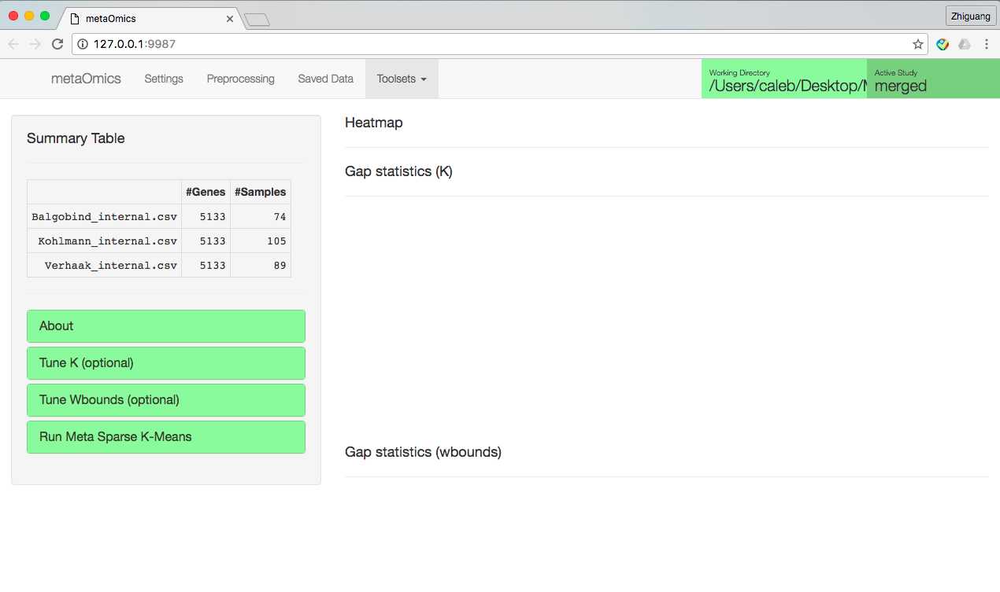 metaOmics
Zhiguang
127.0.0.1:9987
metaOmics Settings Preprocessing Saved Data Toolsets
Working Directory
/Users/caleb/Desktop/
Active Study
merged
Summary Table
#Genes #Samples
Balgobind_internal.csv 5133 74
Kohlmann_internal.csv 5133 105
Verhaak_internal.csv 5133 89
About
Tune K (optional)
Tune Wbounds (optional)
Run Meta Sparse K-Means
Heatmap
Gap statistics (K)
Gap statistics (wbounds)